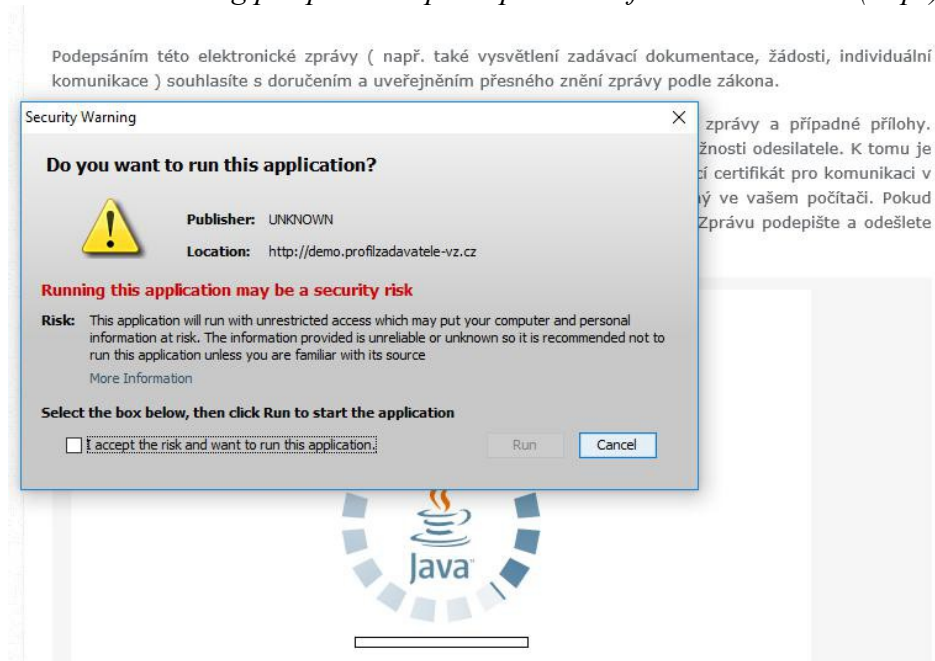 Podepsáním této elektronické zprávy ( např. také vysvětlení zadávací dokumentace, žádosti, individuální
komunikace ) souhlasíte s doručením a uveřejněním přesného znění zprávy podle zákona.
Security Warning
zprávy a případné přílohy.
žnosti odesilatele. K tomu je
certifikát pro komunikaci v
ve vašem počítači. Pokud
Zprávu podepište a odešlete
Do you want to run this application?
Publisher: UNKNOWN
Location: http://demo.profilzadavatele-vz.cz
Running this application may be a security risk
Risk: This application will run with unrestricted access which may put your computer and personal
information at risk. The information provided is unreliable or unknown so it is recommended not to
run this application unless you are familiar with its source
More Information
Select the box below, then click Run to start the application
I accept the risk and want to run this application.
Run Cancel
Java